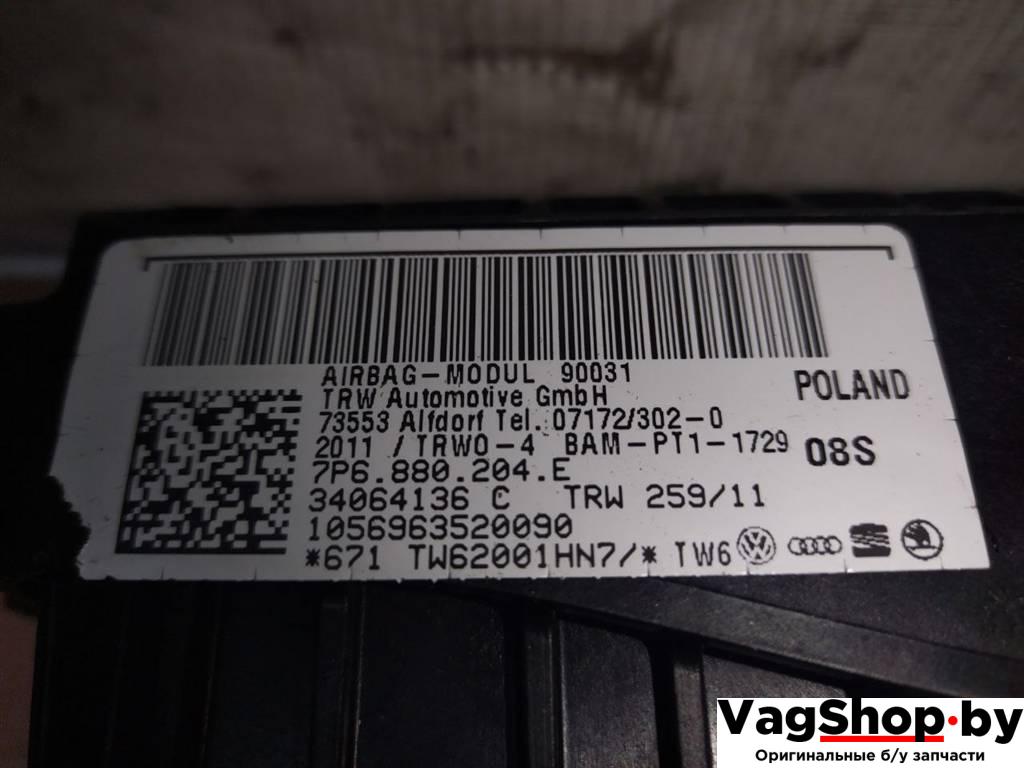 AIRBAG-MODUL 90031
TRW Automotive GmbH
73553 Alfdorf Tel. 07172/302-0
2011 / TRWO-4 BAM-PT1-1729
7P6.880.204.E
34064136 C TRW 259/11
1056963520090
*671 TW62001HN7/* TW6
POLAND
08S
VagShop.by
Оригинальные б/у запчасти